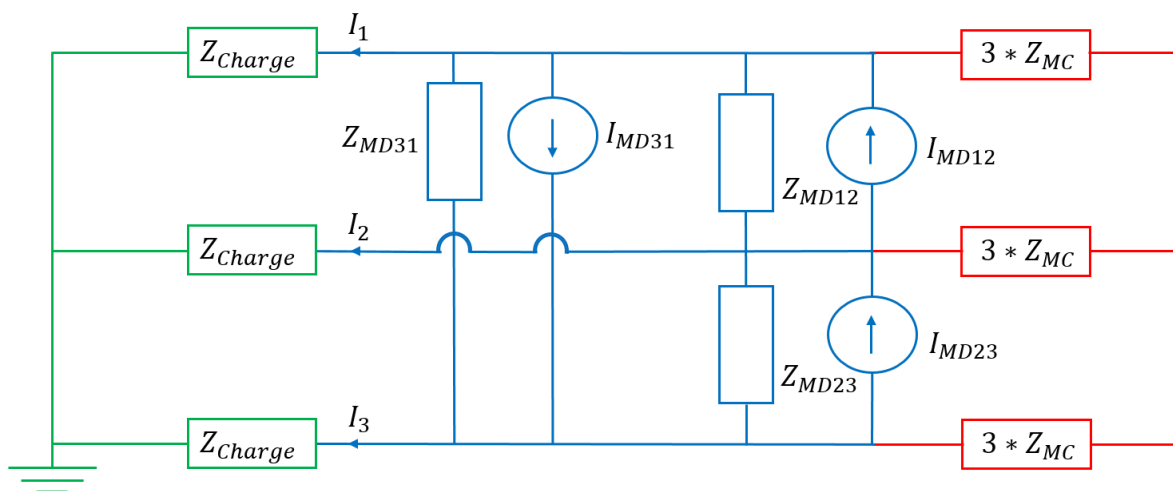 I₁
Z_Charge
3 * Z_MC
Z_MD31
I_MD31
Z_MD12
I_MD12
I₂
Z_Charge
3 * Z_MC
Z_MD23
I_MD23
I₃
Z_Charge
3 * Z_MC